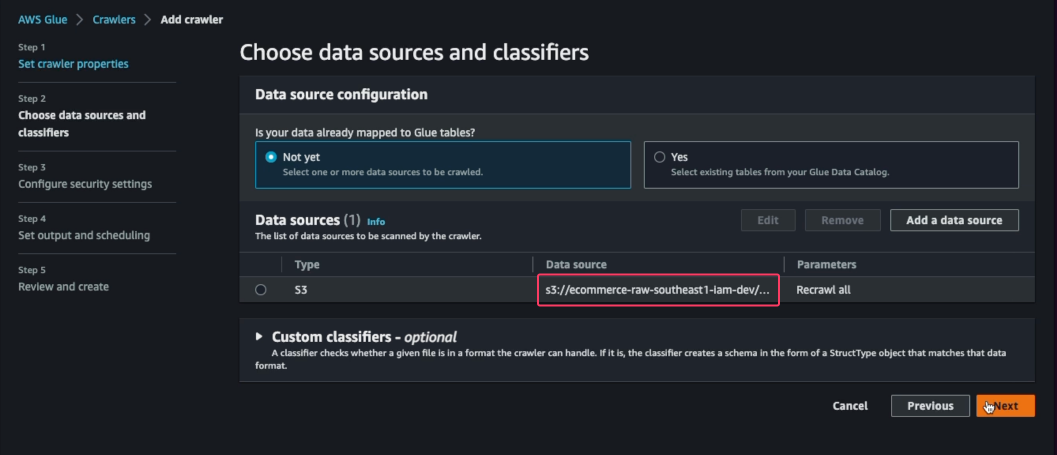 AWS Glue > Crawlers > Add crawler
Step 1
Set crawler properties
Step 2
Choose data sources and
classifiers
Step 3
Configure security settings
Step 4
Set output and scheduling
Step 5
Review and create
Choose data sources and classifiers
Data source configuration
Is your data already mapped to Glue tables?
Not yet
Select one or more data sources to be crawled.
Yes
Select existing tables from your Glue Data Catalog.
Data sources (1) Info
The list of data sources to be scanned by the crawler.
Edit
Remove
Add a data source
Type Data source Parameters
S3 s3://ecommerce-raw-southeast1-iam-dev/... Recrawl all
Custom classifiers - optional
A classifier checks whether a given file is in a format the crawler can handle. If it is, the classifier creates a schema in the form of a StructType object that matches that data
format.
Cancel
Previous
Next